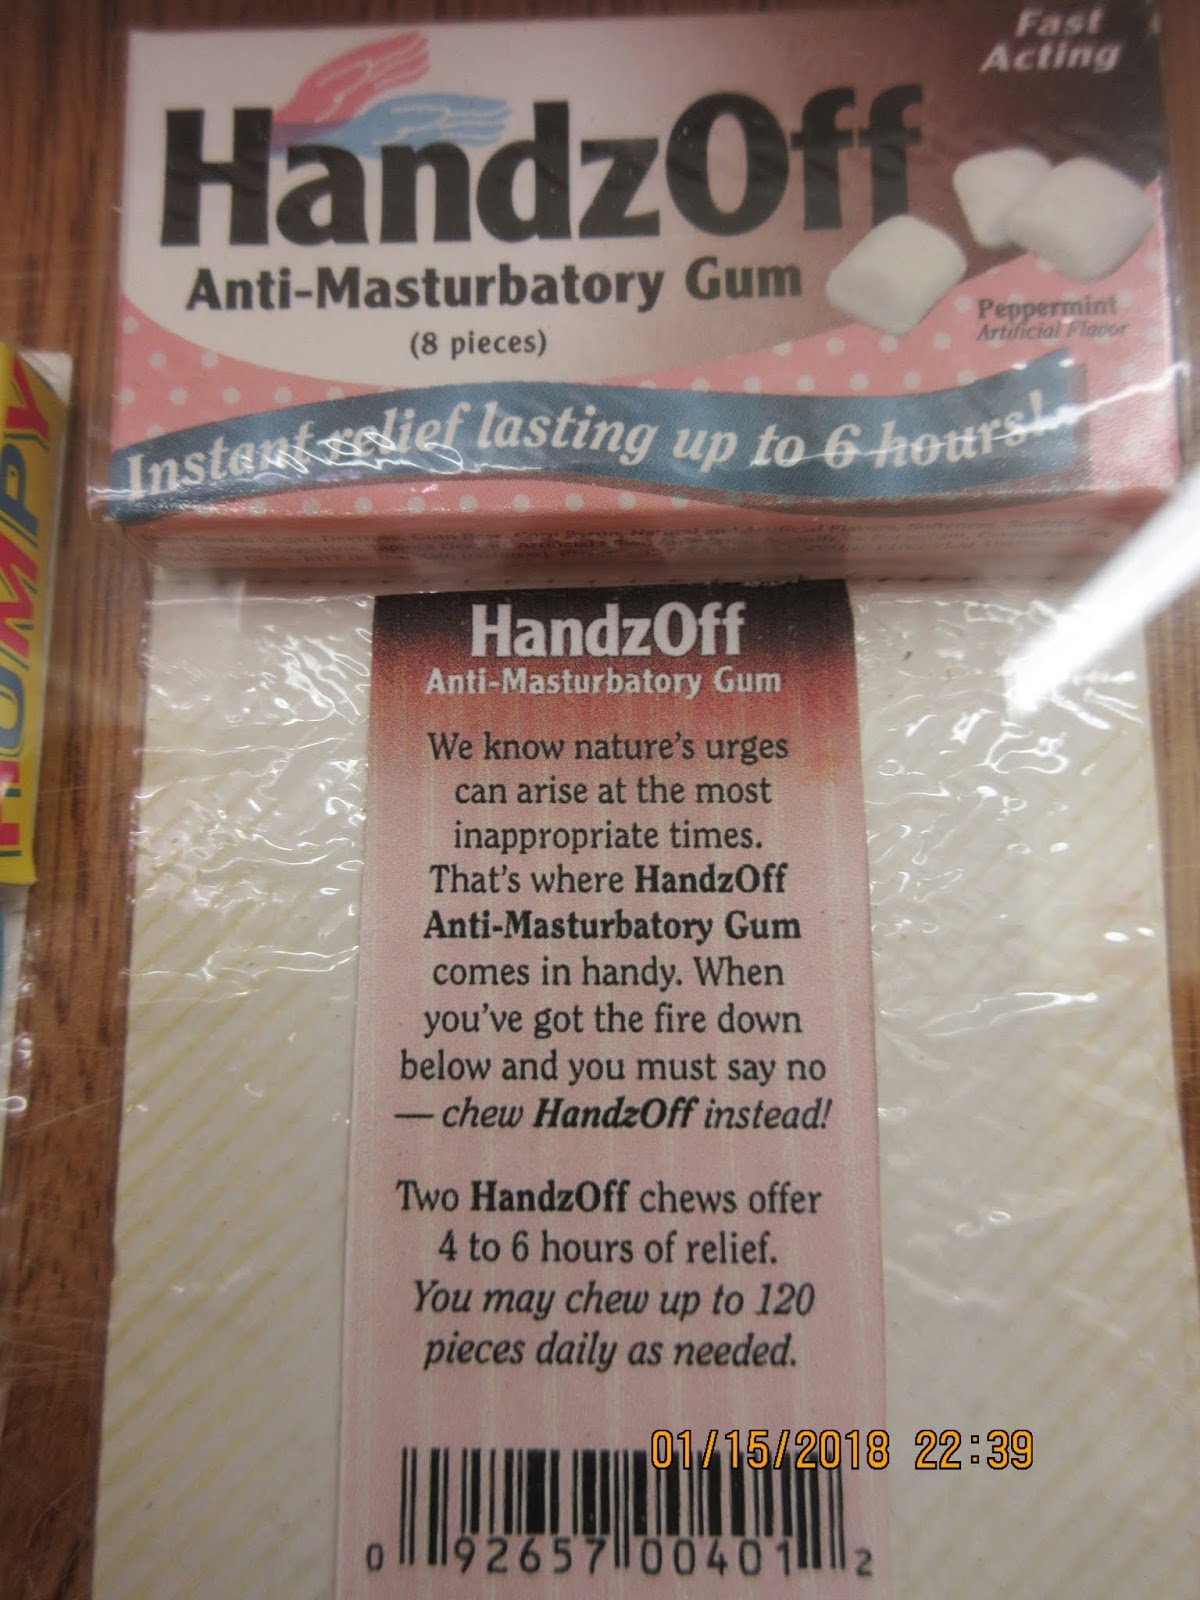 Fast
Acting
HandzOff
Anti-Masturbatory Gum
(8 pieces)
Peppermint
Artificial Flavor
Instant relief lasting up to 6 hours!
HUMPY
HandzOff
Anti-Masturbatory Gum
We know nature's urges
can arise at the most
inappropriate times.
That's where HandzOff
Anti-Masturbatory Gum
comes in handy. When
you've got the fire down
below and you must say no
— chew HandzOff instead!
Two HandzOff chews offer
4 to 6 hours of relief.
You may chew up to 120
pieces daily as needed.
01/15/2018 22:39
0 92657 00401 2